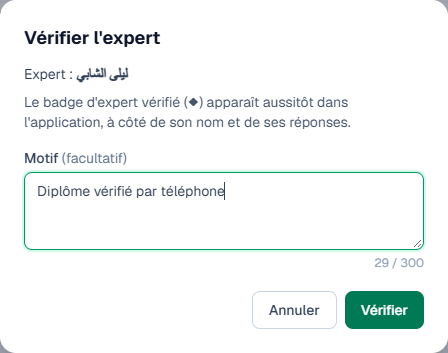 Vérifier l'expert
Expert : ليلى الشابي
Le badge d'expert vérifié (◆) apparaît aussitôt dans
l'application, à côté de son nom et de ses réponses.
Motif (facultatif)
Diplôme vérifié par téléphone
29 / 300
Annuler Vérifier